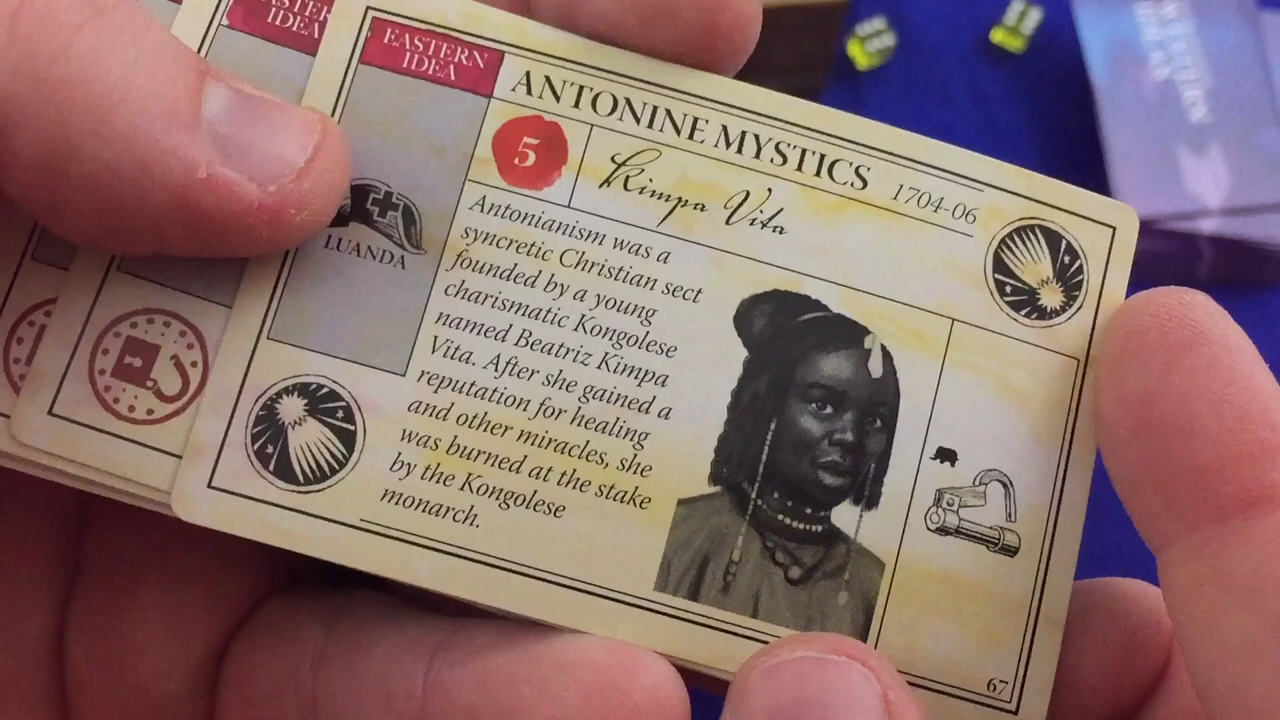 EASTERN
IDEA
EASTERN
IDEA
ANTONINE MYSTICS 1704-06
5
Kimpa Vita
LUANDA
Antonianism was a
syncretic Christian sect
founded by a young
charismatic Kongolese
named Beatriz Kimpa
Vita. After she gained a
reputation for healing
and other miracles, she
was burned at the stake
by the Kongolese
monarch.
67